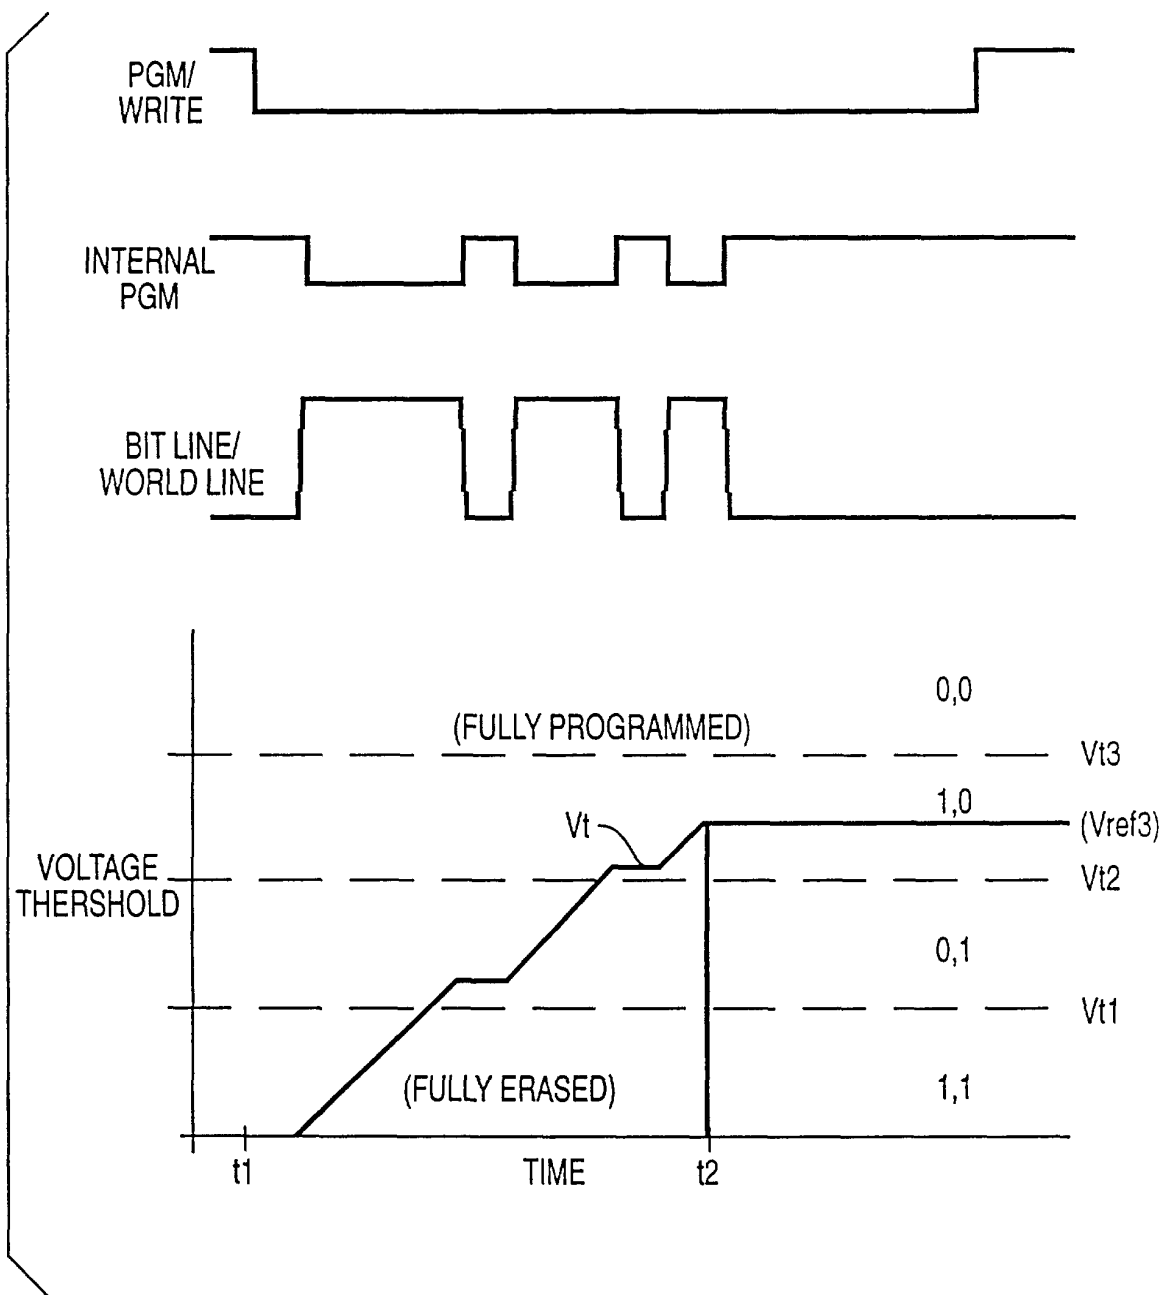 PGM/
WRITE
INTERNAL
PGM
BIT LINE/
WORLD LINE
0,0
(FULLY PROGRAMMED)
Vt3
1,0
Vt
(Vref3)
VOLTAGE
THERSHOLD
Vt2
0,1
Vt1
(FULLY ERASED)
1,1
t1
TIME
t2